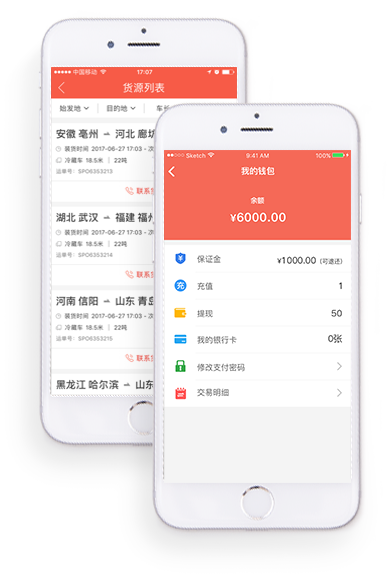 中国移动 17:07
货源列表
始发地 目的地 车长
安徽 亳州 河北 廊坊
装货时间 2017-06-27 17:03 - 次
冷藏车 18.5米 | 22吨
运单号: SPO6353213
联系
湖北 武汉 福建 福州
装货时间 2017-06-27 17:03 - 次
冷藏车 18.5米 | 22吨
运单号: SPO6353214
联系
河南 信阳 山东 青岛
装货时间 2017-06-27 17:03 - 次
冷藏车 18.5米 | 22吨
运单号: SPO6353215
联系
黑龙江 哈尔滨 山东
Sketch 9:41 AM 100%
我的钱包
余额
¥6000.00
保证金 ¥1000.00 (可退还)
充 充值 1
提现 50
我的银行卡 0张
修改支付密码
交易明细